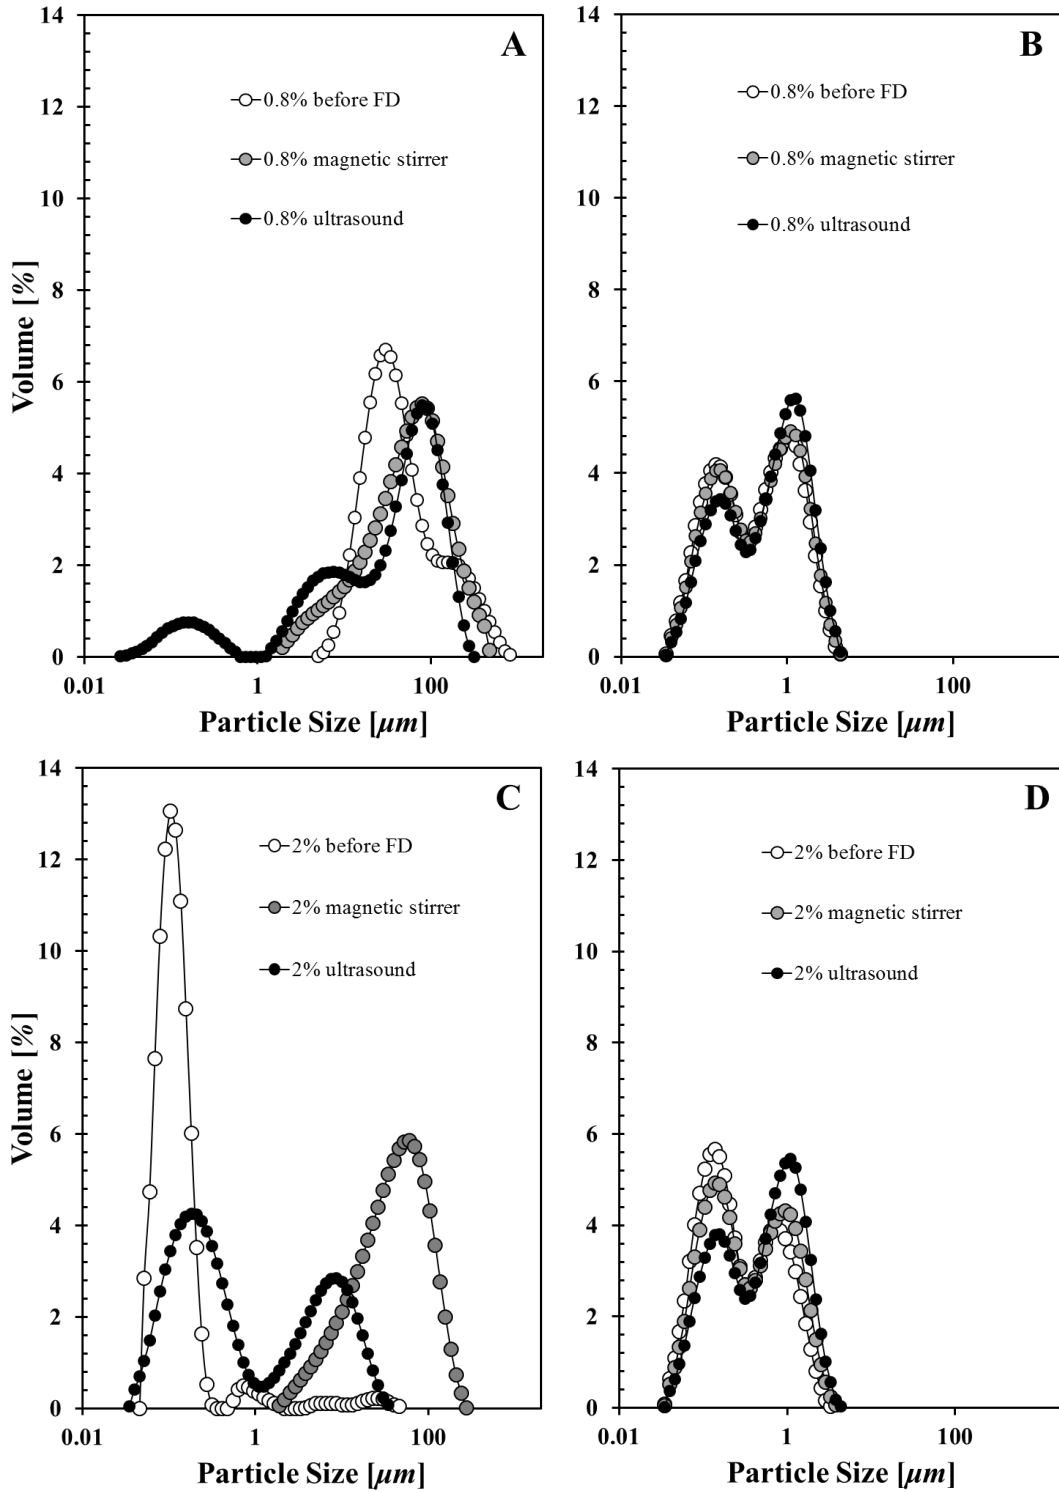 A
14
12
10
8
6
4
2
0
Volume [%]
0.8% before FD
0.8% magnetic stirrer
0.8% ultrasound
0.01
1
100
Particle Size [µm]
B
14
12
10
8
6
4
2
0
0.8% before FD
0.8% magnetic stirrer
0.8% ultrasound
0.01
1
100
Particle Size [µm]
C
14
12
10
8
6
4
2
0
Volume [%]
2% before FD
2% magnetic stirrer
2% ultrasound
0.01
1
100
Particle Size [µm]
D
14
12
10
8
6
4
2
0
2% before FD
2% magnetic stirrer
2% ultrasound
0.01
1
100
Particle Size [µm]